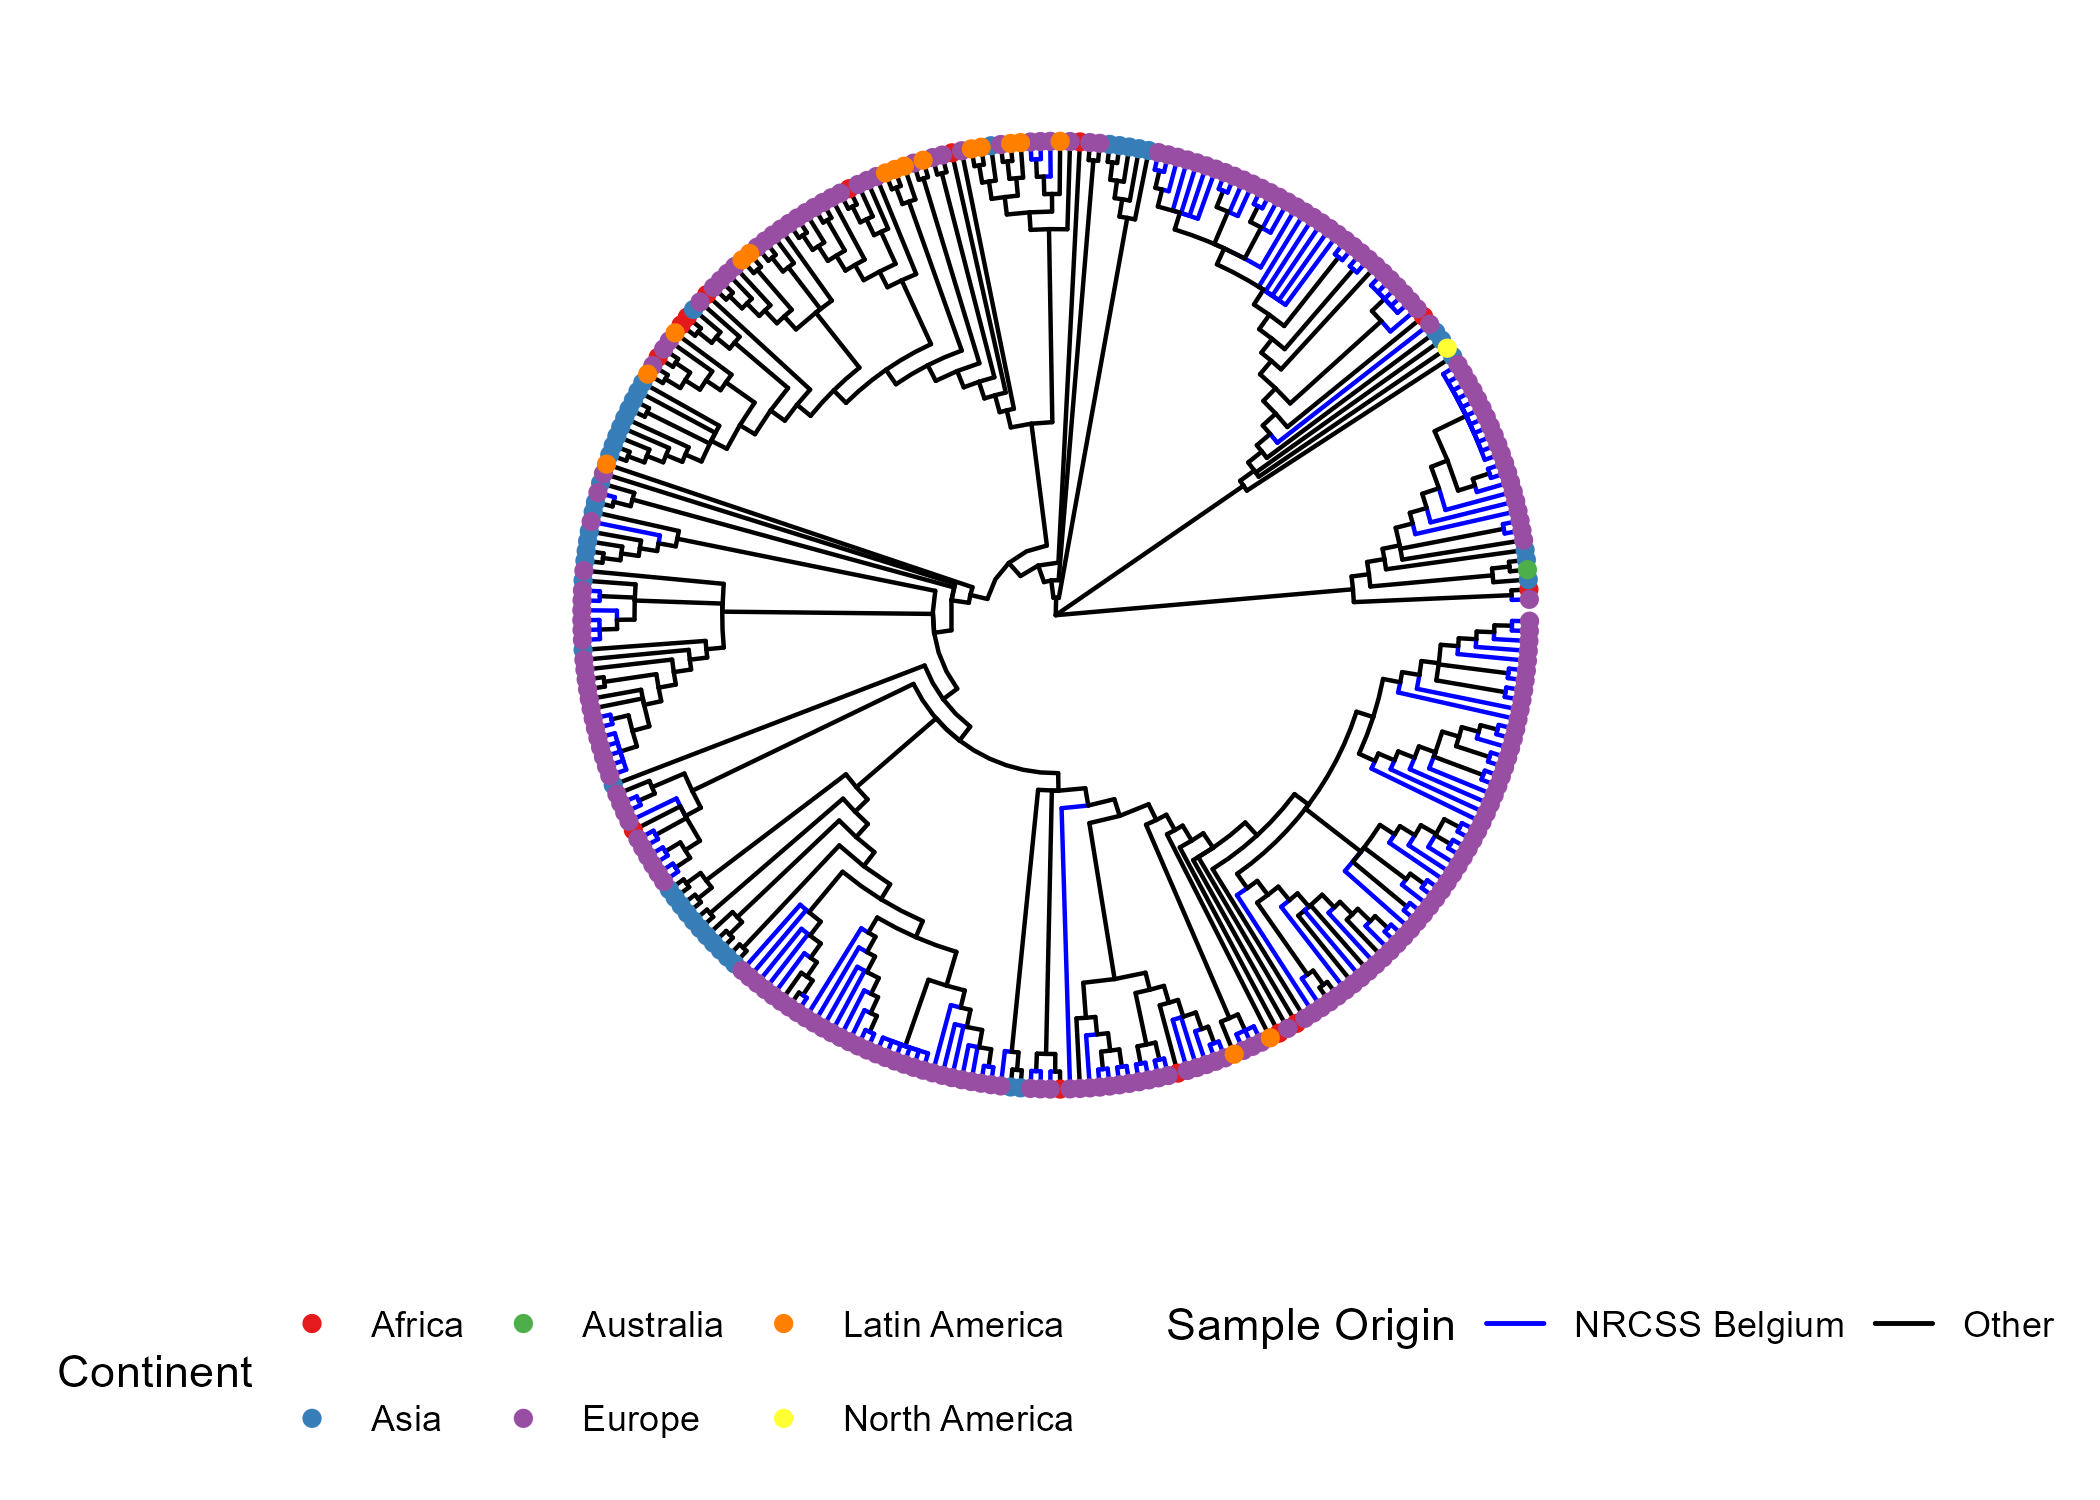 Continent
Africa
Australia
Latin America
Asia
Europe
North America
Sample Origin
NRCSS Belgium
Other